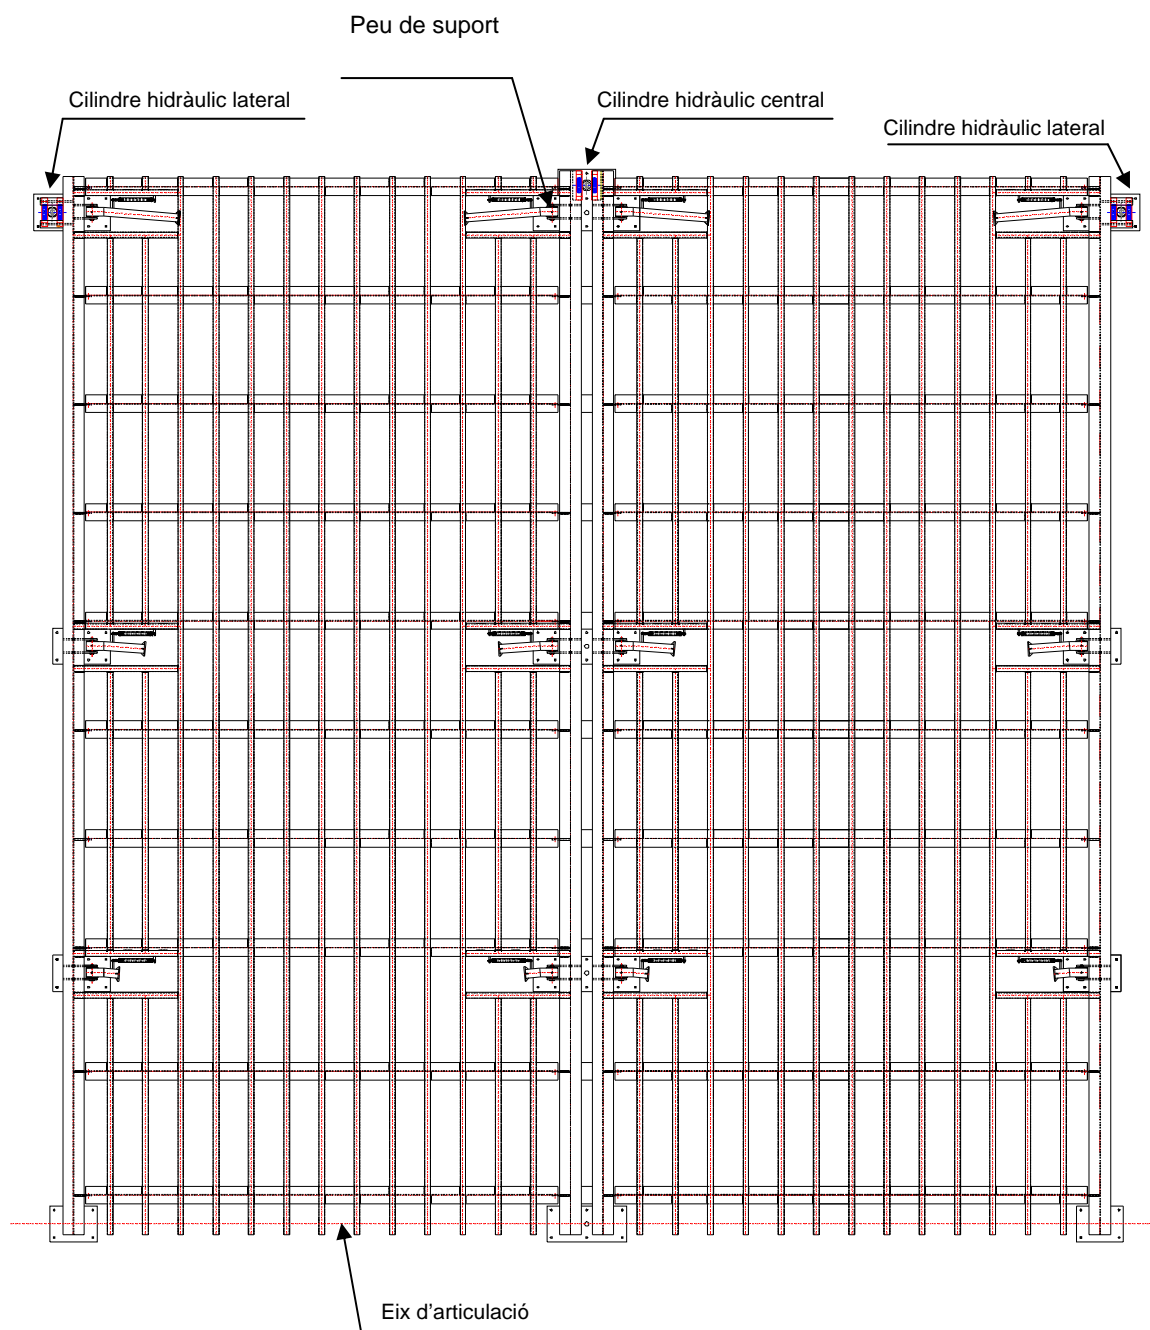 Peu de suport
Cilindre hidràulic lateral
Cilindre hidràulic central
Cilindre hidràulic lateral
Eix d'articulació